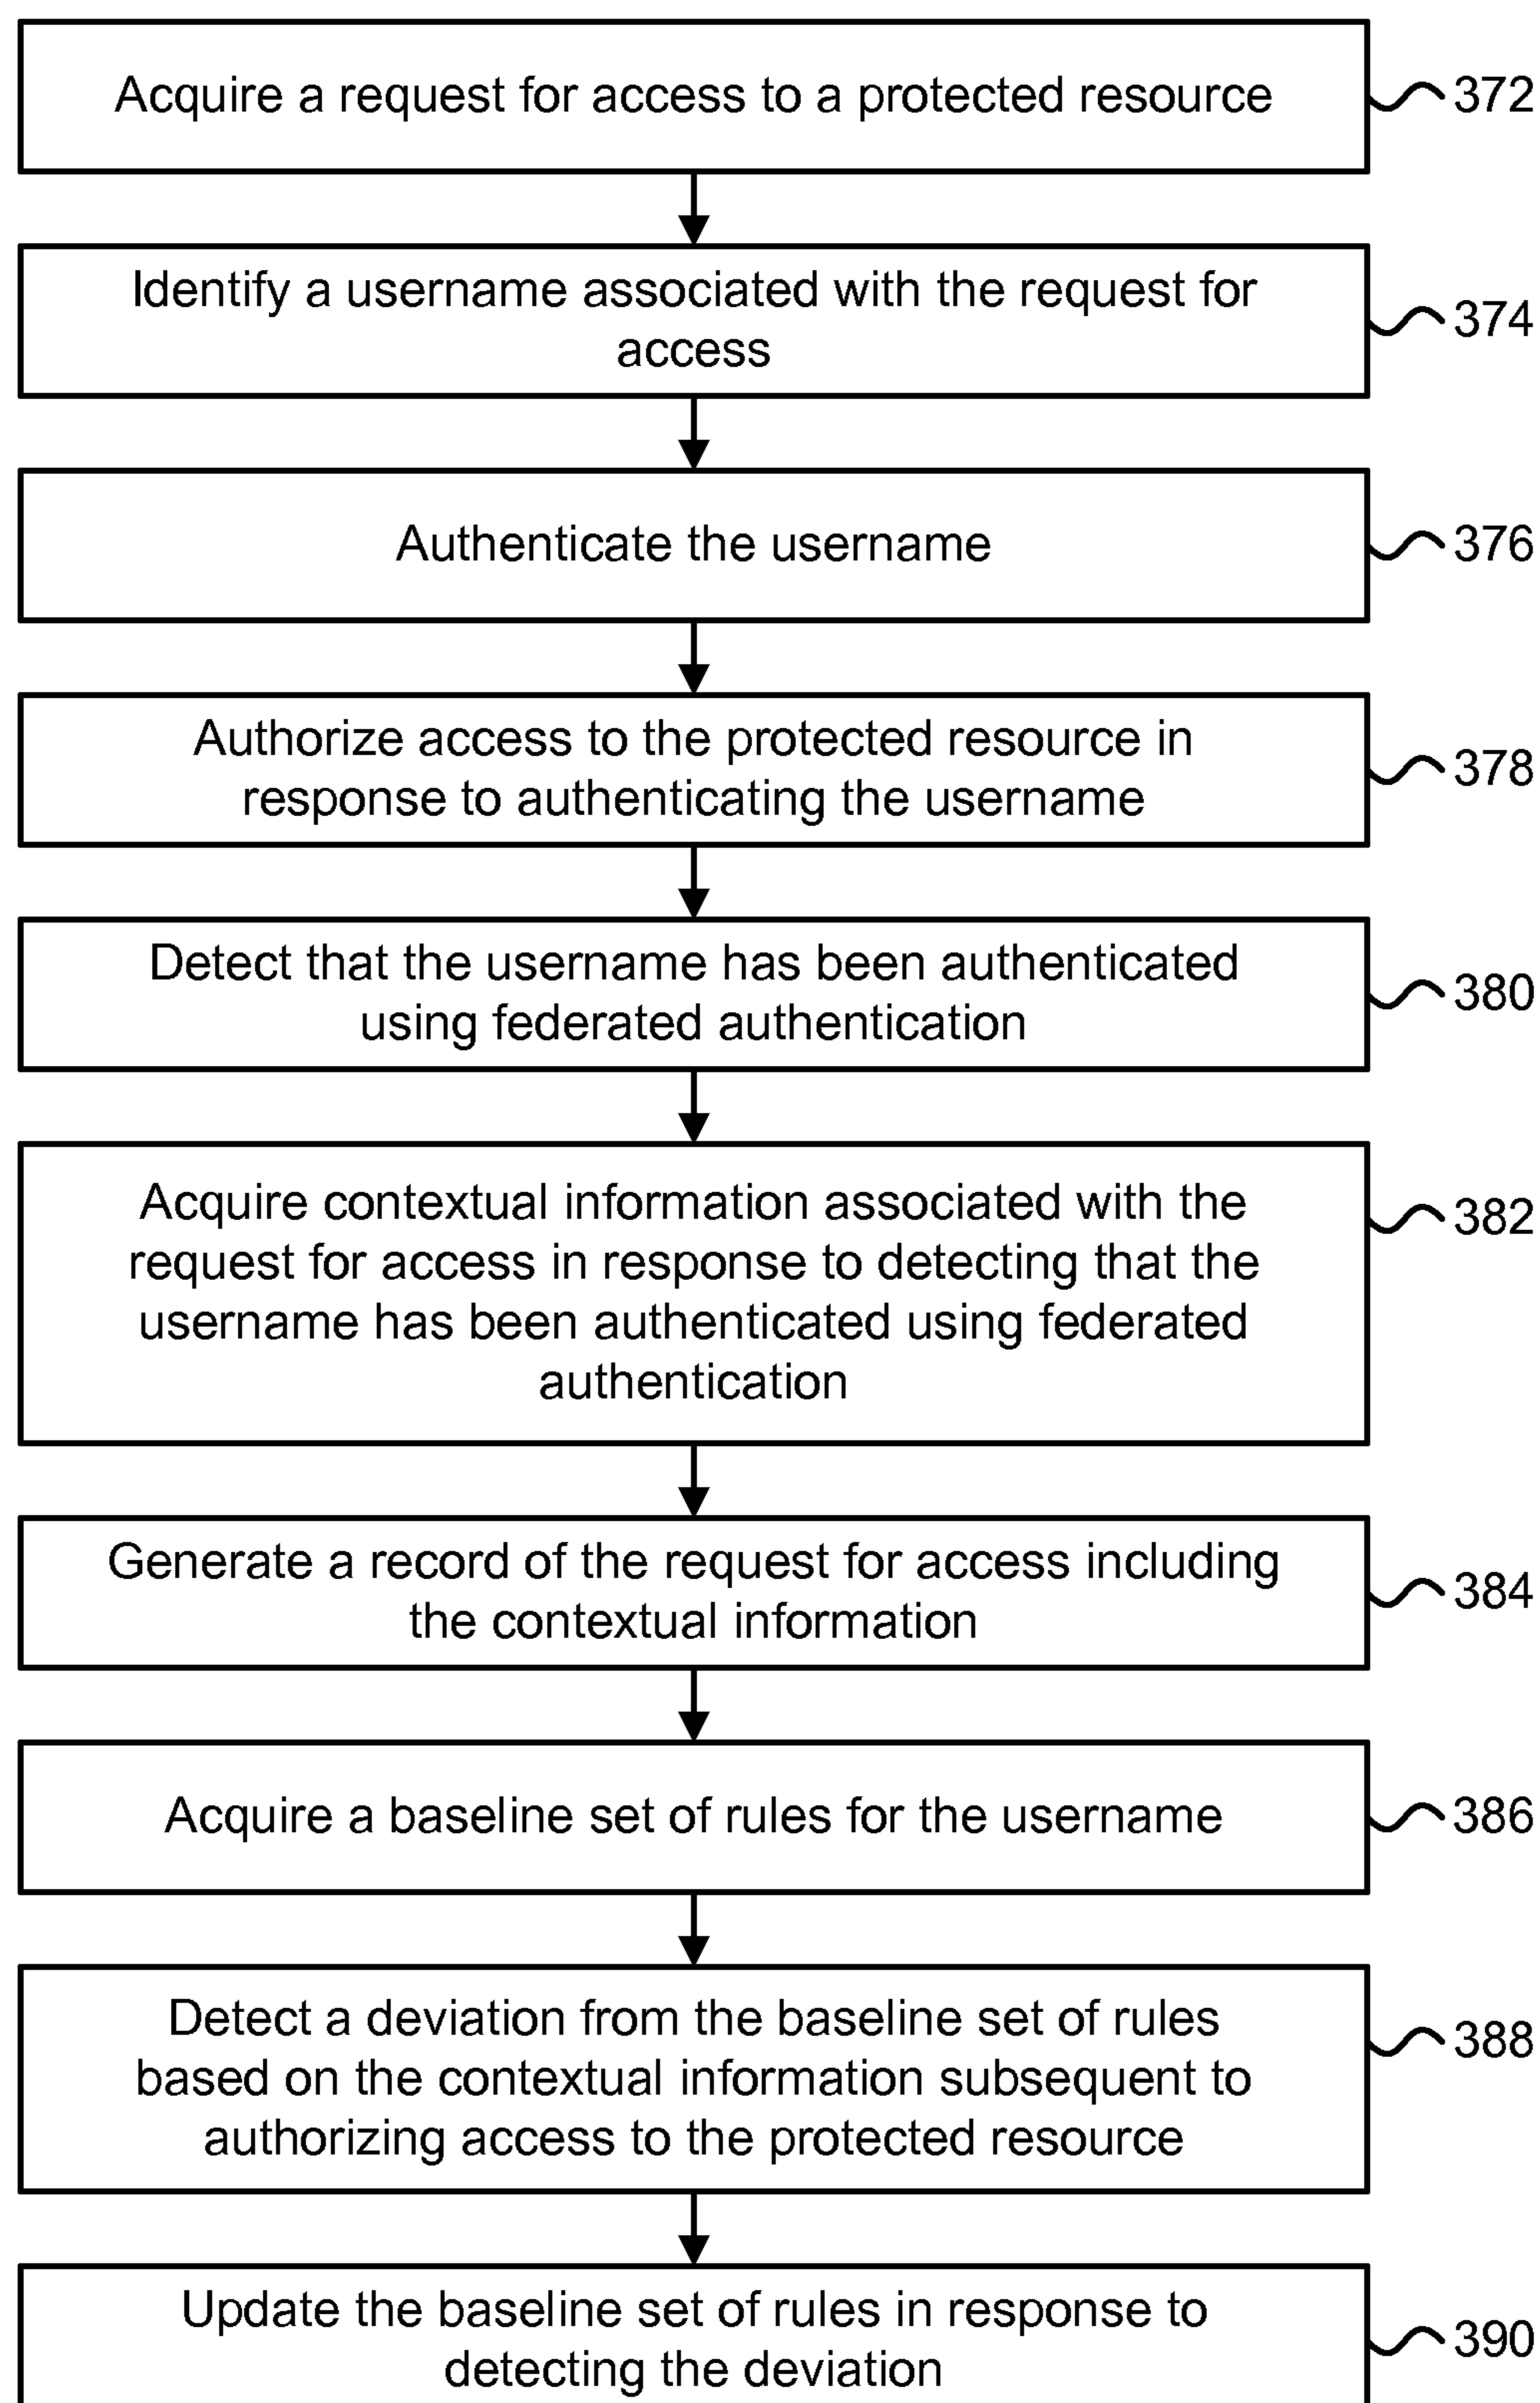 Acquire a request for access to a protected resource
372
Identify a username associated with the request for
access
374
Authenticate the username
376
Authorize access to the protected resource in
response to authenticating the username
378
Detect that the username has been authenticated
using federated authentication
380
Acquire contextual information associated with the
request for access in response to detecting that the
username has been authenticated using federated
authentication
382
Generate a record of the request for access including
the contextual information
384
Acquire a baseline set of rules for the username
386
Detect a deviation from the baseline set of rules
based on the contextual information subsequent to
authorizing access to the protected resource
388
Update the baseline set of rules in response to
detecting the deviation
390